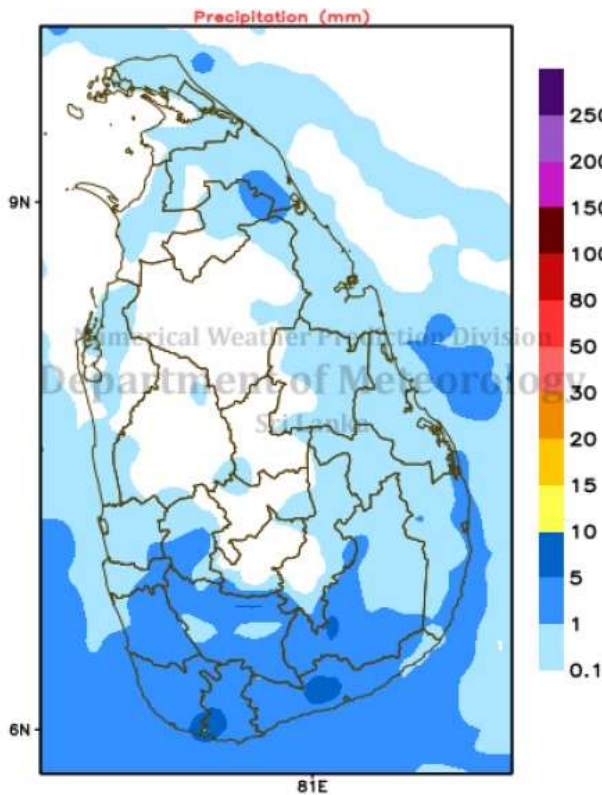 Precipitation (mm)
250
200
9N
150
100
80
Numerical Weather Prediction Division
50
Department of Meteorology
30
Sri Lanka
20
15
10
5
1
0.1
6N
81E